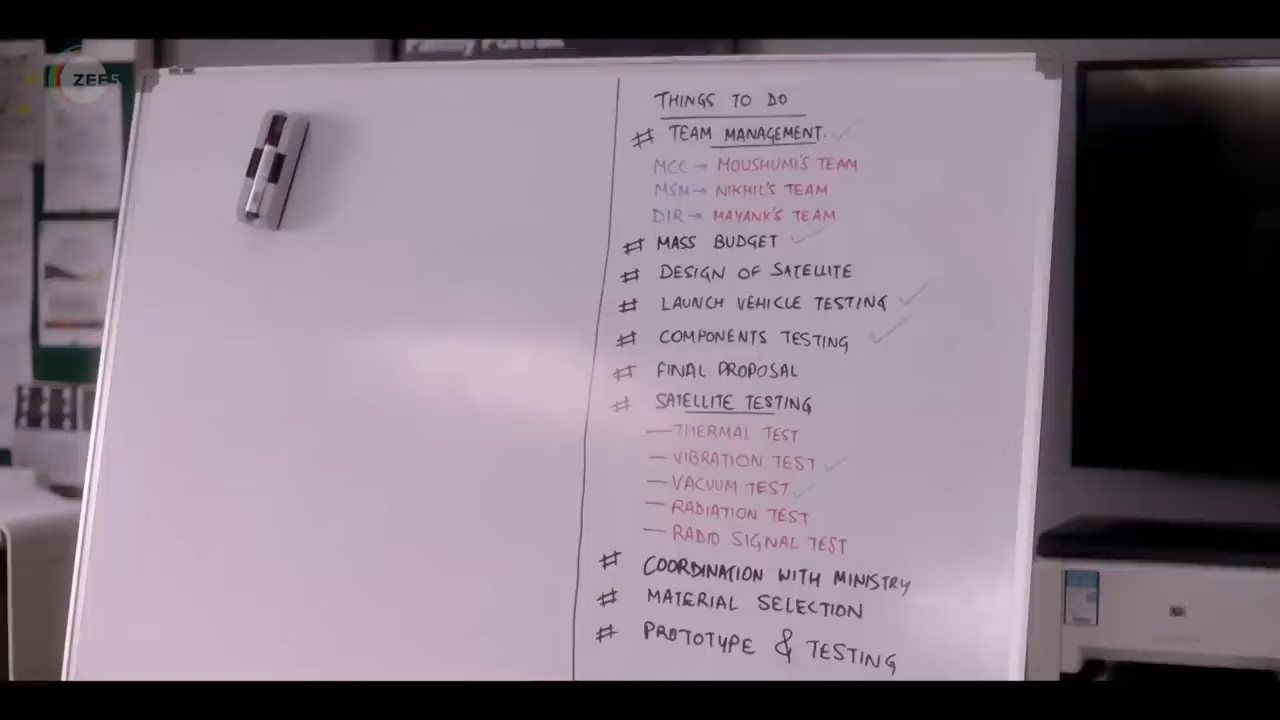 ZEE5
THINGS TO DO
# TEAM MANAGEMENT.
MCC → MOUSHUMI'S TEAM
MSM → NIKHIL'S TEAM
DIR → MAYANK'S TEAM
# MASS BUDGET ✓
# DESIGN OF SATELLITE
# LAUNCH VEHICLE TESTING ✓
# COMPONENTS TESTING ✓
# FINAL PROPOSAL
# SATELLITE TESTING
— THERMAL TEST
— VIBRATION TEST ✓
— VACUUM TEST ✓
— RADIATION TEST
— RADIO SIGNAL TEST
# COORDINATION WITH MINISTRY
# MATERIAL SELECTION
# PROTOTYPE & TESTING
hp